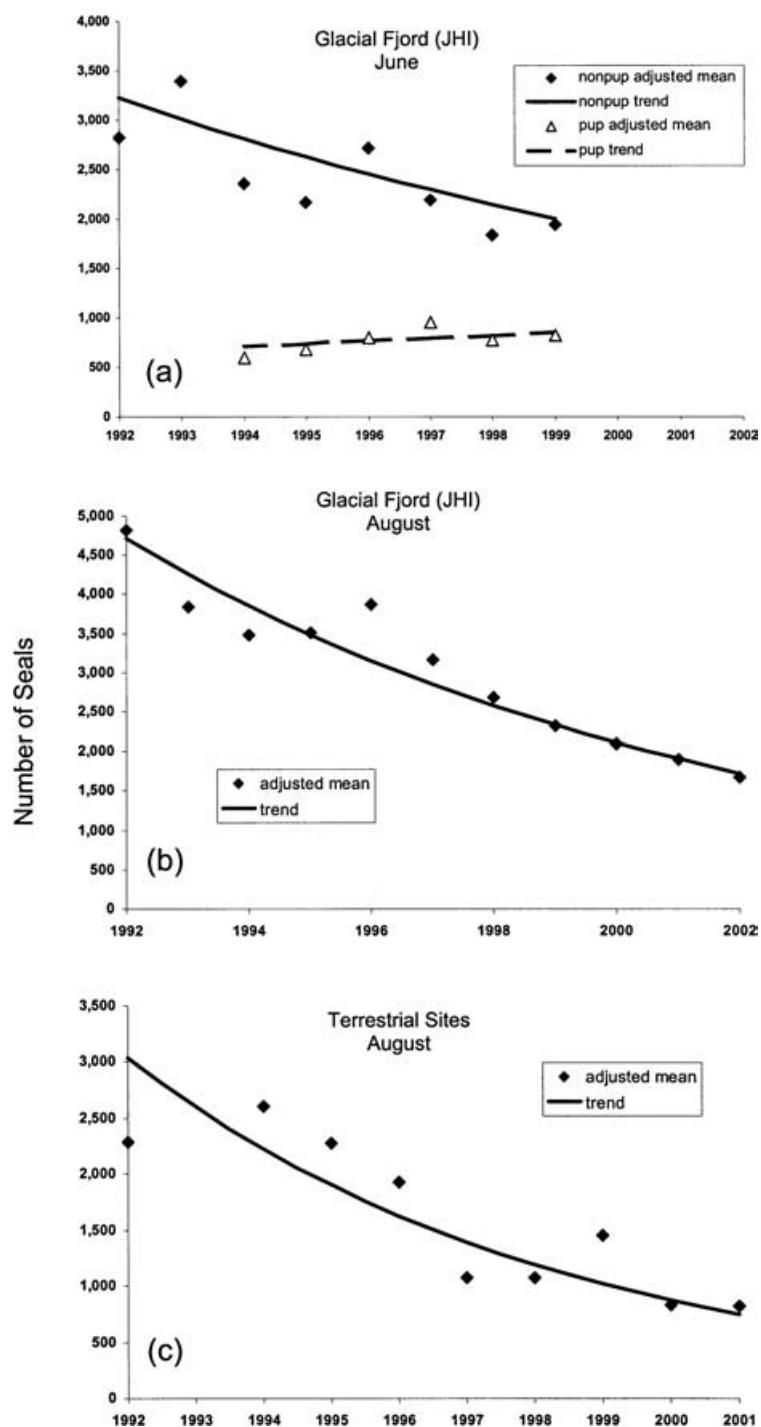 Number of Seals
Glacial Fjord (JHI)
June
4,000
3,500
3,000
2,500
2,000
1,500
1,000
500
0
nonpup adjusted mean
nonpup trend
pup adjusted mean
pup trend
(a)
1992 1993 1994 1995 1996 1997 1998 1999 2000 2001 2002
Glacial Fjord (JHI)
August
5,000
4,500
4,000
3,500
3,000
2,500
2,000
1,500
1,000
500
0
adjusted mean
trend
(b)
1992 1994 1996 1998 2000 2002
Terrestrial Sites
August
3,500
3,000
2,500
2,000
1,500
1,000
500
0
adjusted mean
trend
(c)
1992 1993 1994 1995 1996 1997 1998 1999 2000 2001